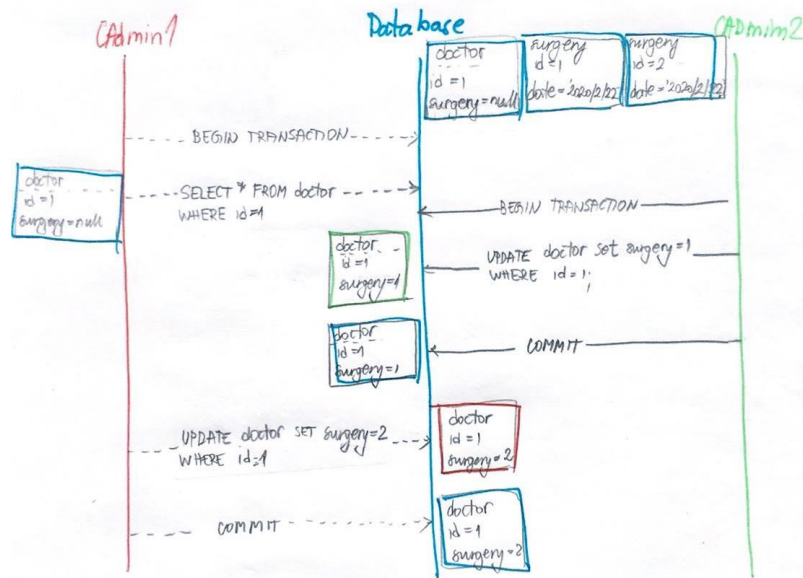 CAdmin1
Database
CAdmin2
doctor
id=1
surgery=null
surgery
id=1
date='2020/2/22'
surgery
id=2
date='2020/2/22'
BEGIN TRANSACTION
doctor
id=1
surgery=null
SELECT * FROM doctor
WHERE id=1
BEGIN TRANSACTION
doctor
id=1
surgery=1
UPDATE doctor set surgery=1
WHERE id=1;
doctor
id=1
surgery=1
COMMIT
UPDATE doctor SET surgery=2
WHERE id=1
doctor
id=1
surgery=2
COMMIT
doctor
id=1
surgery=2